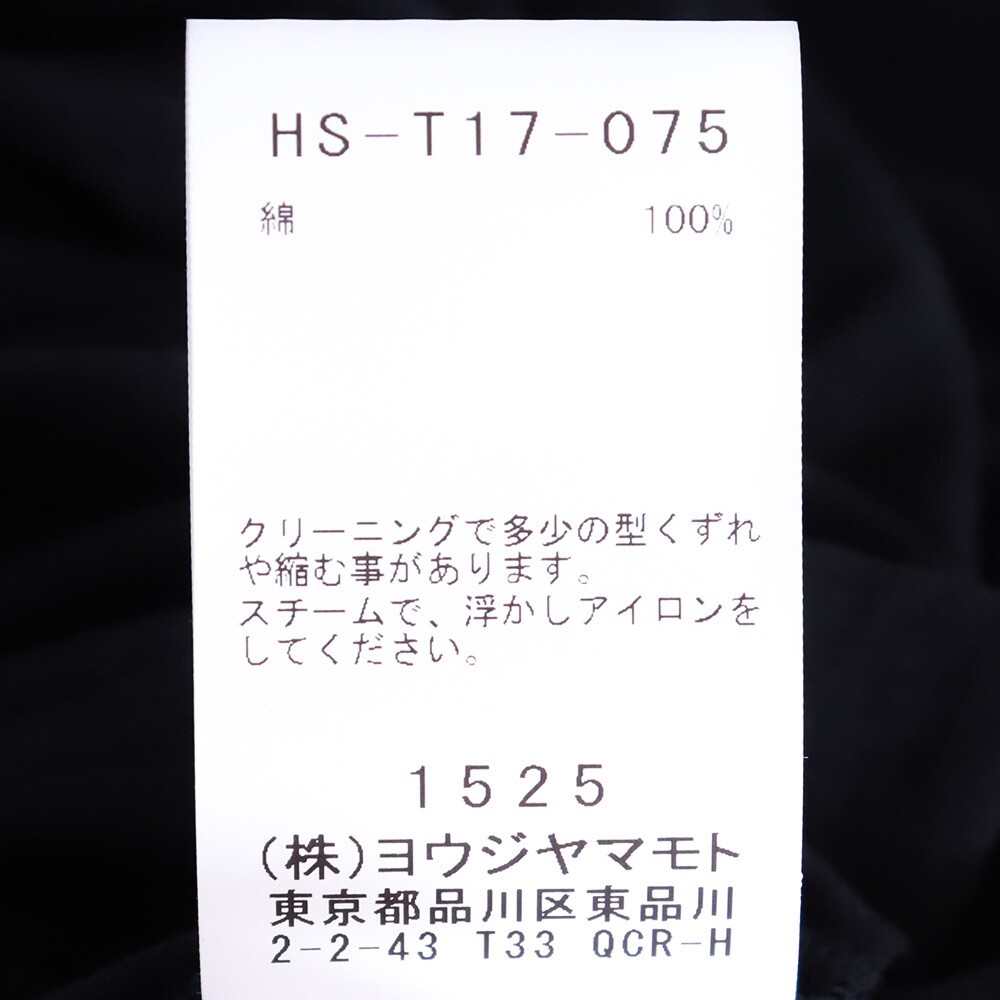 HS-T17-075
綿 100%
クリーニングで多少の型くずれ
や縮む事があります。
スチームで、浮かしアイロンを
してください。
1525
(株)ヨウジヤマモト
東京都品川区東品川
2-2-43 T33 QCR-H